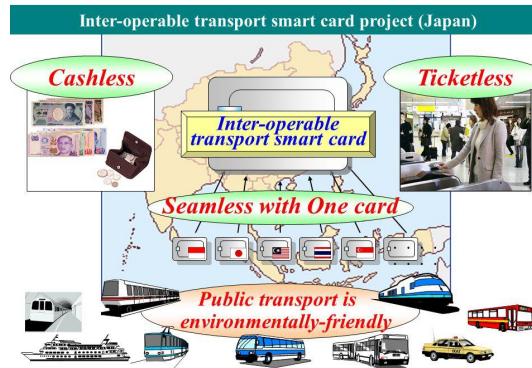 Inter-operable transport smart card project (Japan)
Cashless
Ticketless
Inter-operable
transport smart card
Seamless with One card
Public transport is
environmentally-friendly